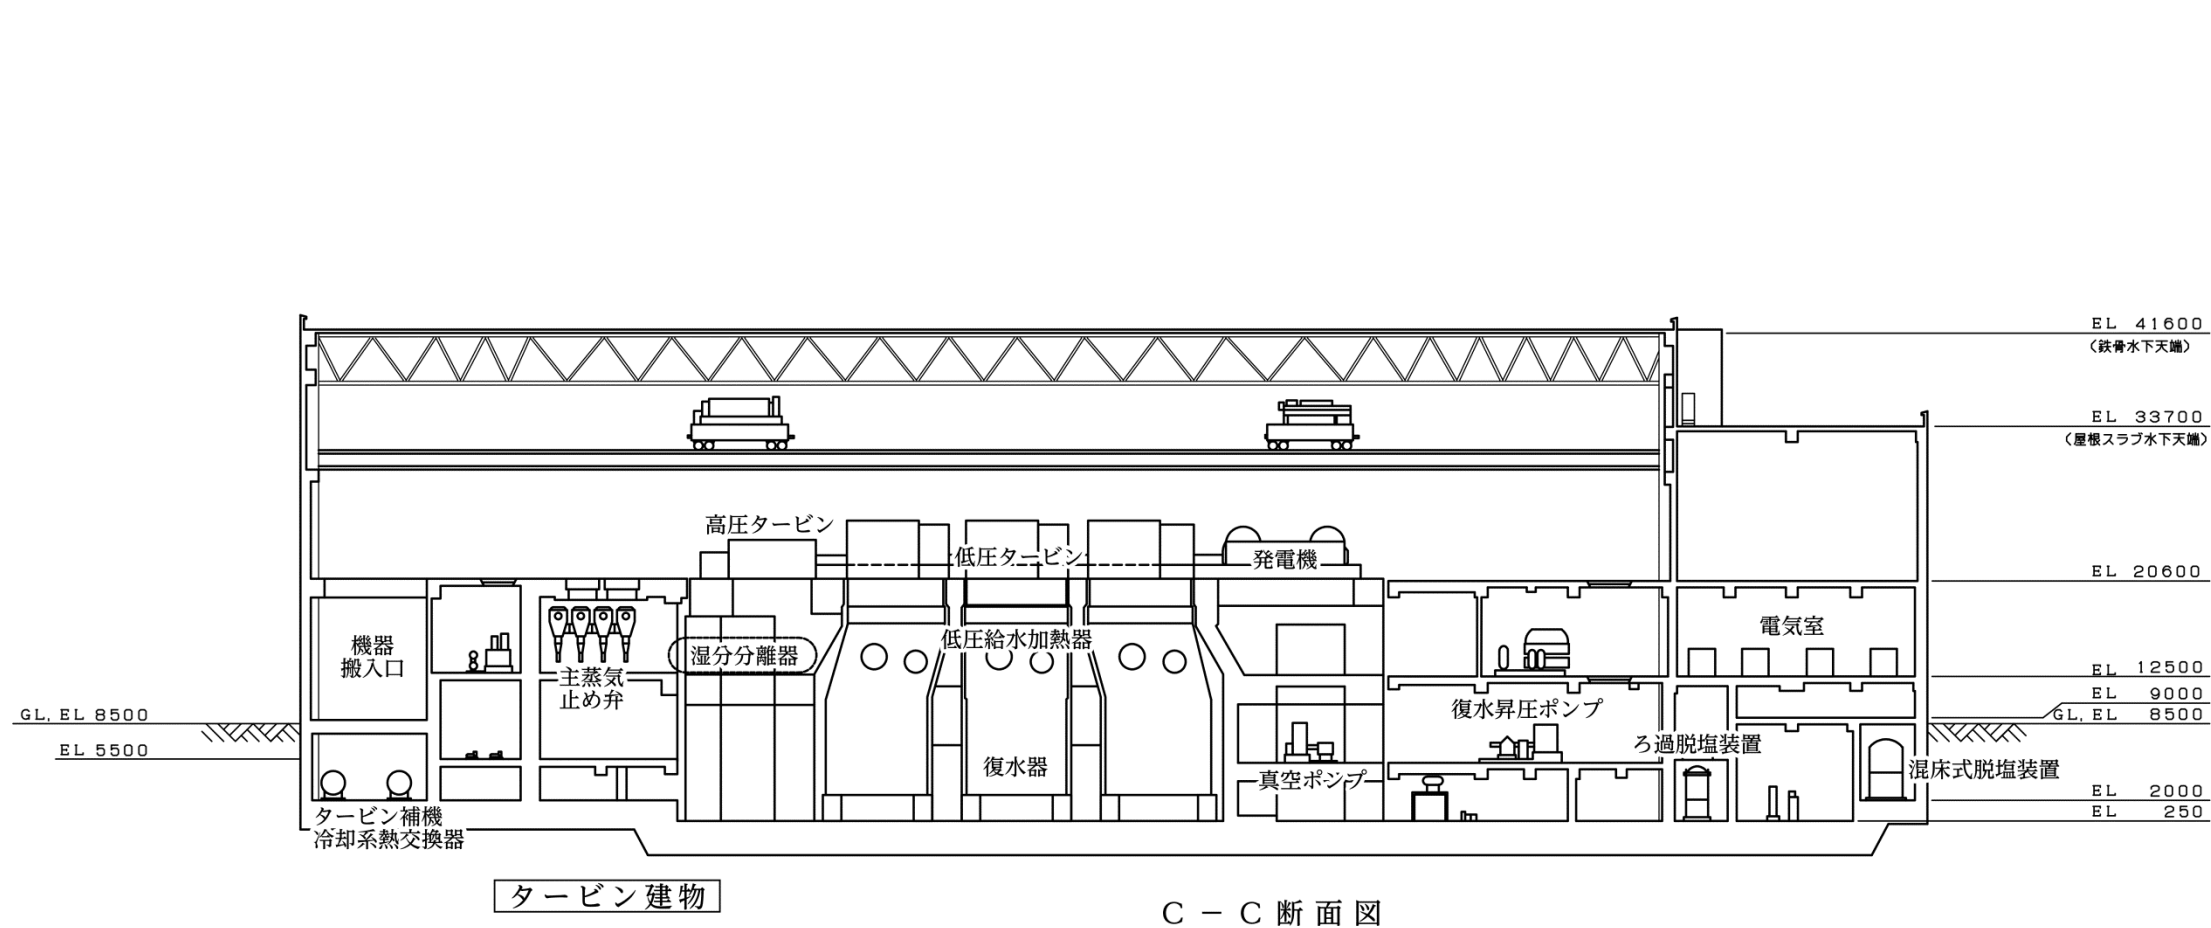 EL 41600
(鉄骨水下天端)
EL 33700
(屋根スラブ水下天端)
高圧タービン
低圧タービン
発電機
EL 20600
電気室
機器
搬入口
湿分分離器
低圧給水加熱器
主蒸気
止め弁
EL 12500
EL 9000
GL, EL 8500
GL, EL 8500
復水昇圧ポンプ
ろ過脱塩装置
EL 5500
復水器
真空ポンプ
混床式脱塩装置
EL 2000
EL 250
タービン補機
冷却系熱交換器
タービン建物
C－C断面図